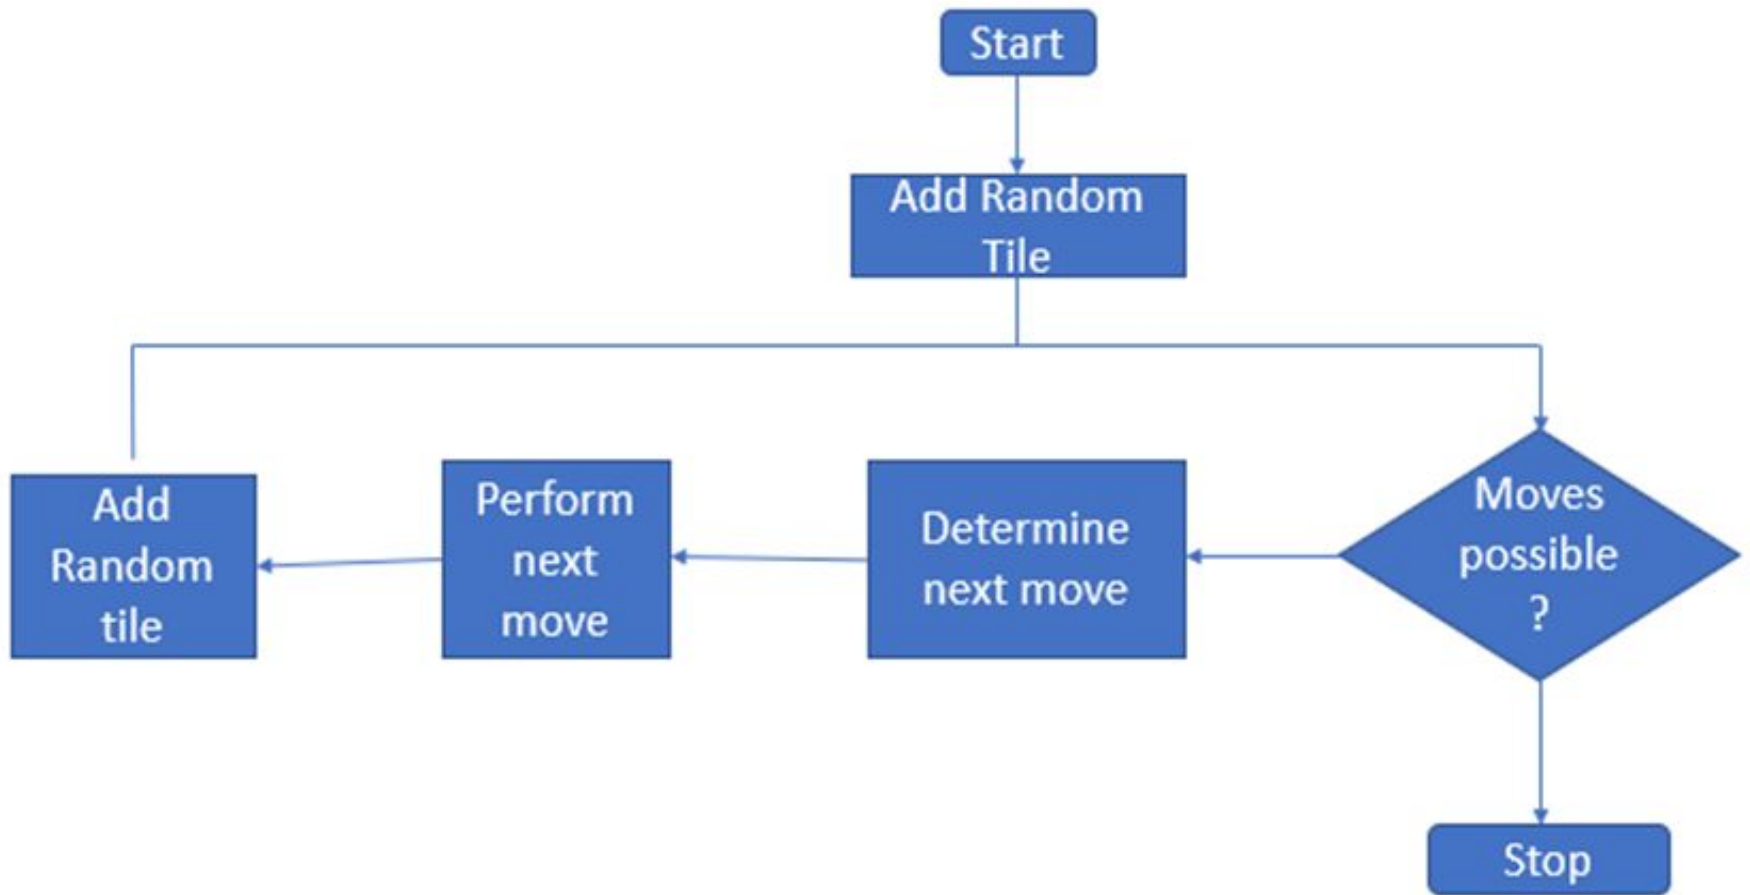 Start
Add Random
Tile
Add
Random
tile
Perform
next
move
Determine
next move
Moves
possible
?
Stop